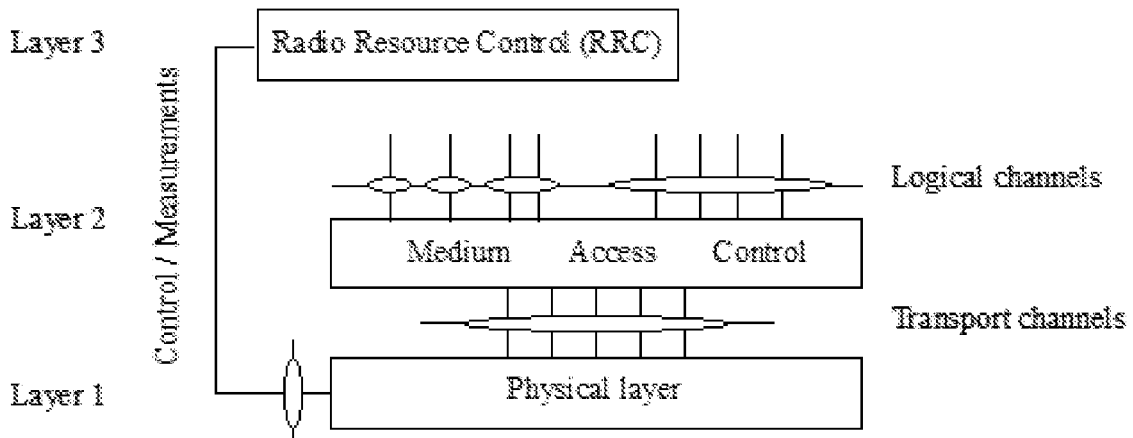 Layer 3
Radio Resource Control (RRC)
Control / Measurements
Logical channels
Layer 2
Medium Access Control
Transport channels
Layer 1
Physical layer